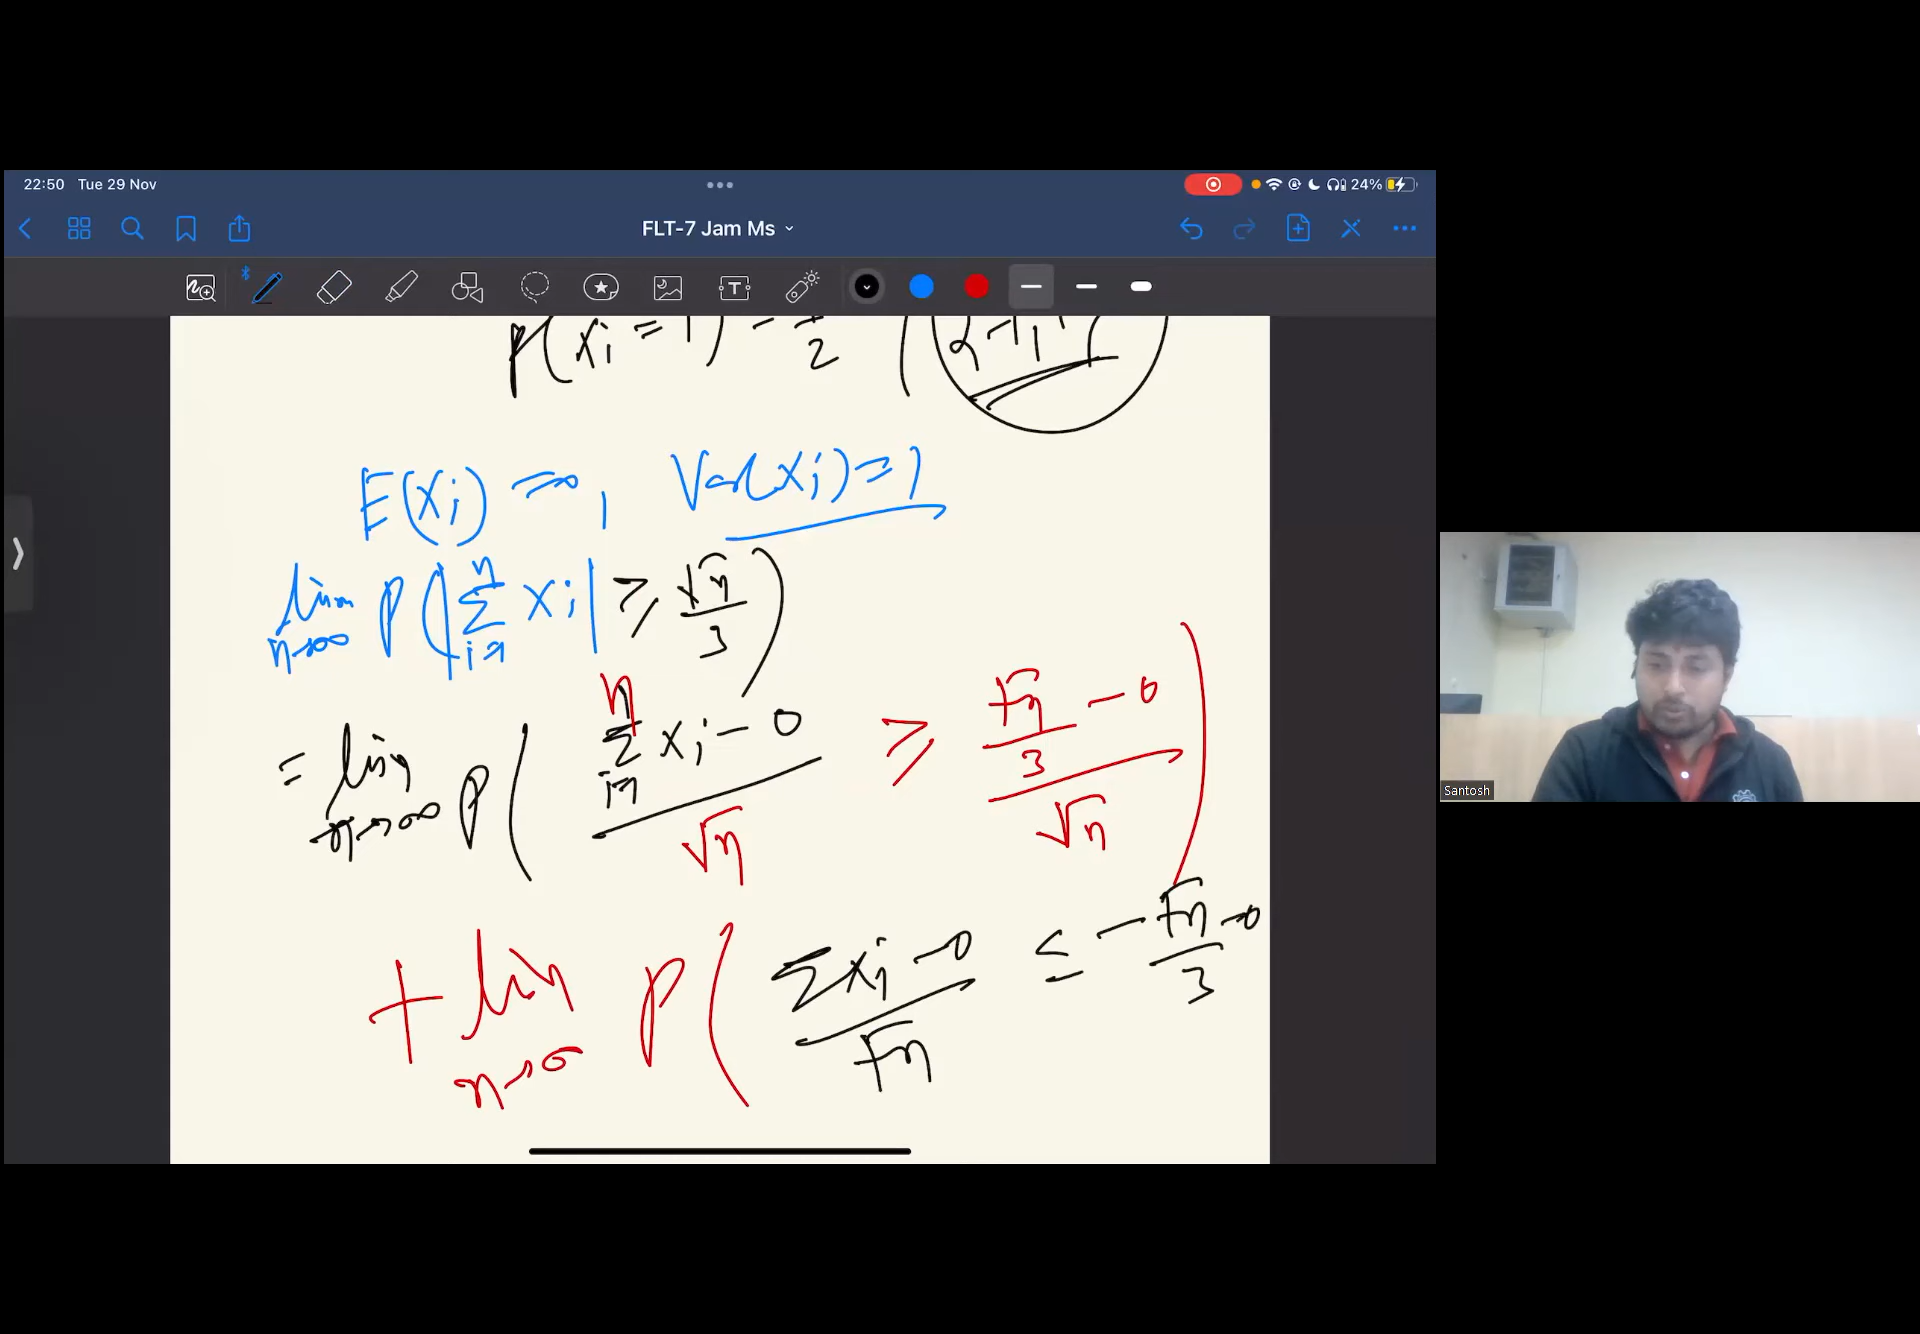 22:50 Tue 29 Nov
24%
FLT-7 Jam Ms
P(Xi = 1) = 1/2
E(Xi) = 0, Var(Xi) = 1
lim n→∞ P(|Σ i=1 n Xi| ≥ √n/3)
= lim n→∞ P( (Σ i=1 n Xi - 0)/√n ≥ (√n/3 - 0)/√n )
+ lim n→∞ P( (ΣXi - 0)/√n ≤ (-√n - 0)/3
Santosh